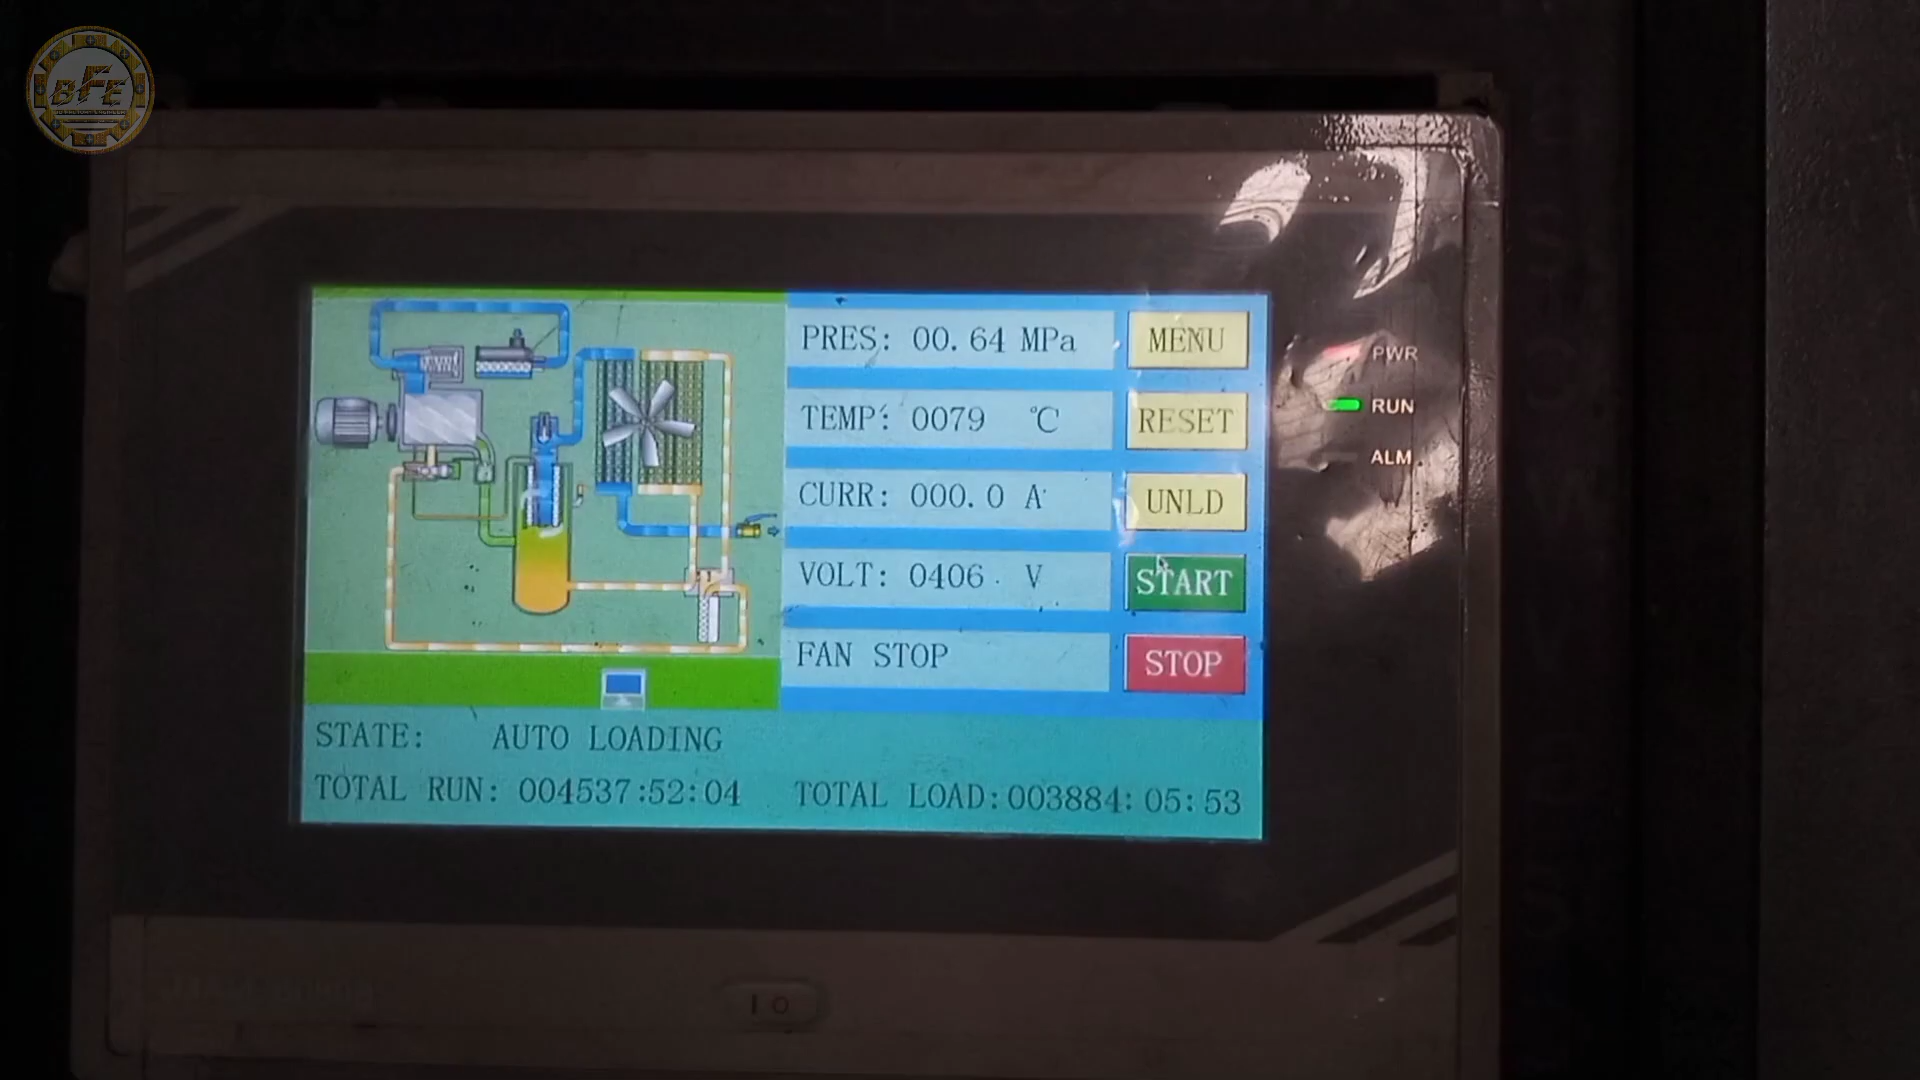 BFE
PRES: 00.64 MPa
MENU
TEMP: 0079 ℃
RESET
CURR: 000.0 A
UNLD
VOLT: 0406 V
START
FAN STOP
STOP
STATE: AUTO LOADING
TOTAL RUN: 004537:52:04
TOTAL LOAD:003884:05:53
PWR
RUN
ALM
I O